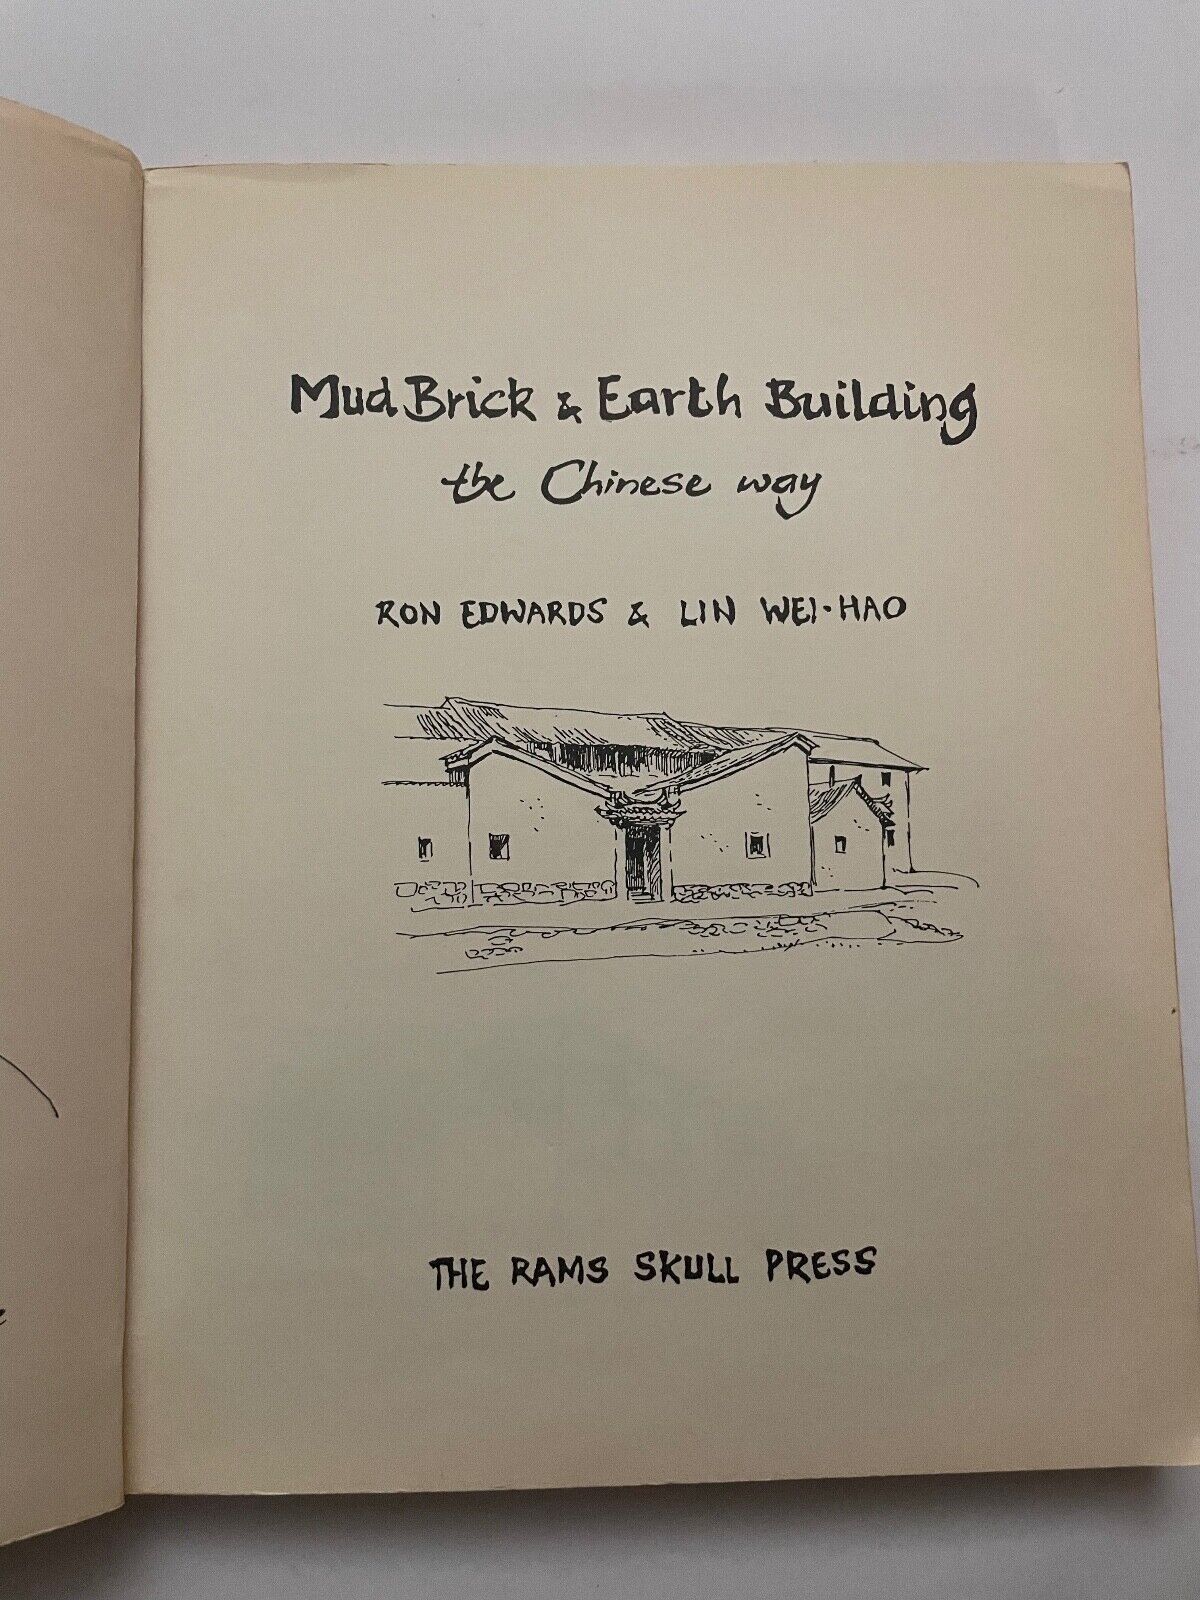 Mud Brick & Earth Building
the Chinese way
RON EDWARDS & LIN WEI-HAO
THE RAMS SKULL PRESS